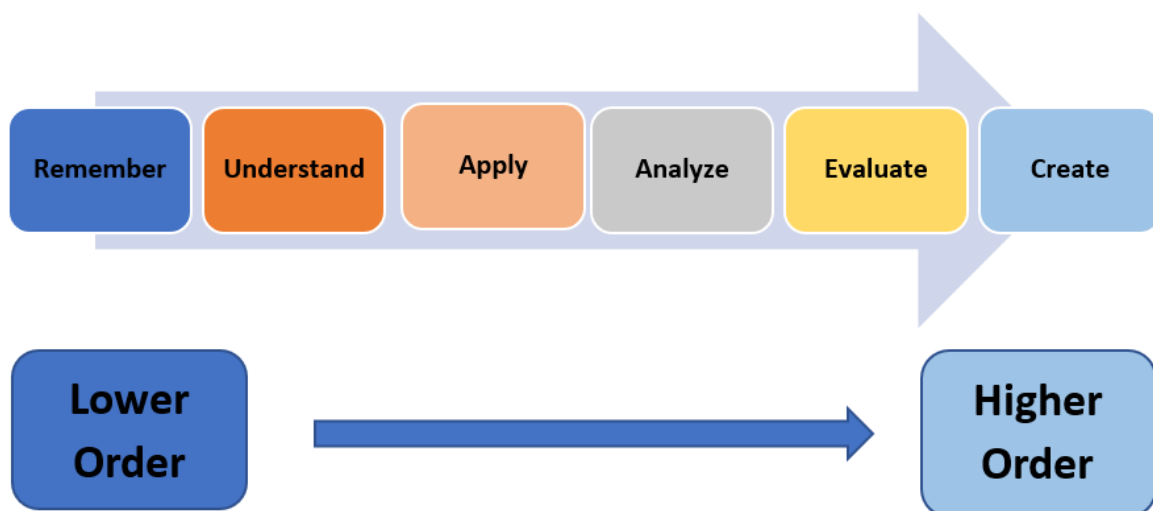 Remember
Understand
Apply
Analyze
Evaluate
Create
Lower
Order
Higher
Order